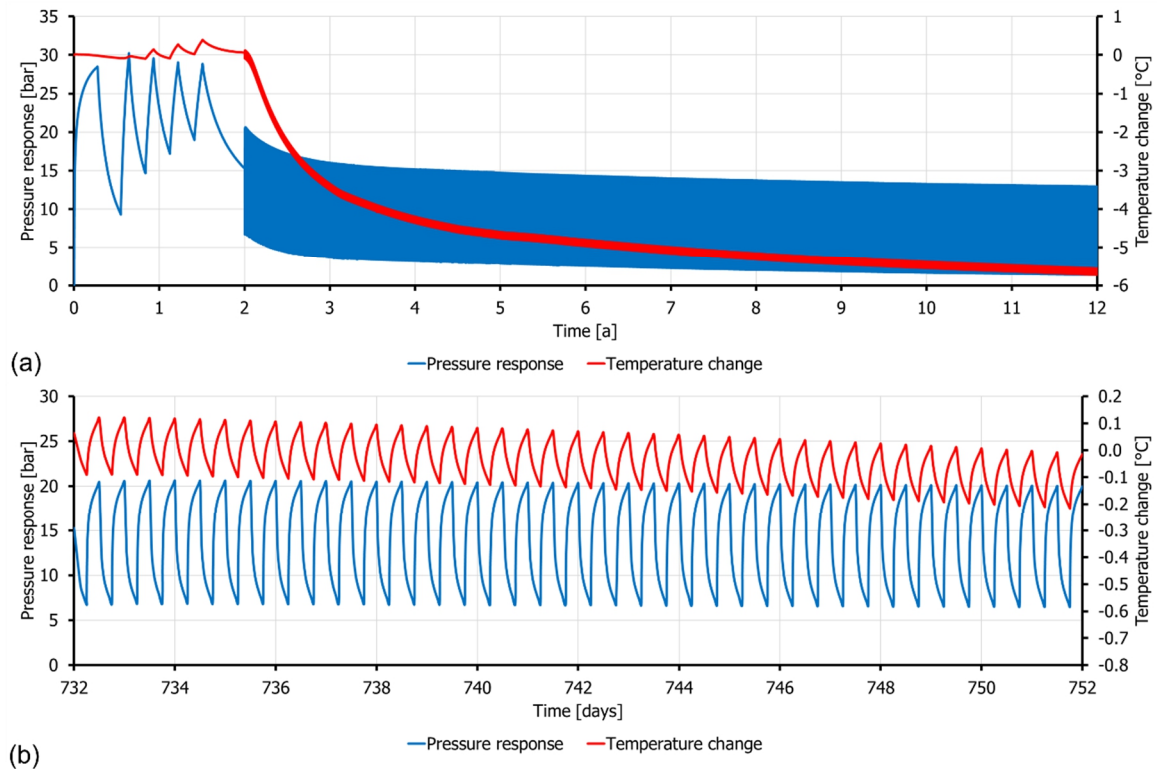 Pressure response [bar]
35
30
25
20
15
10
5
0
0 1 2 3 4 5 6 7 8 9 10 11 12
Time [a]
1
0
-1
-2
-3
-4
-5
-6
Temperature change [°C]
(a)
Pressure response Temperature change
Pressure response [bar]
30
25
20
15
10
5
0
732 734 736 738 740 742 744 746 748 750 752
Time [days]
0.2
0.1
0.0
-0.1
-0.2
-0.3
-0.4
-0.5
-0.6
-0.7
-0.8
Temperature change [°C]
(b)
Pressure response Temperature change